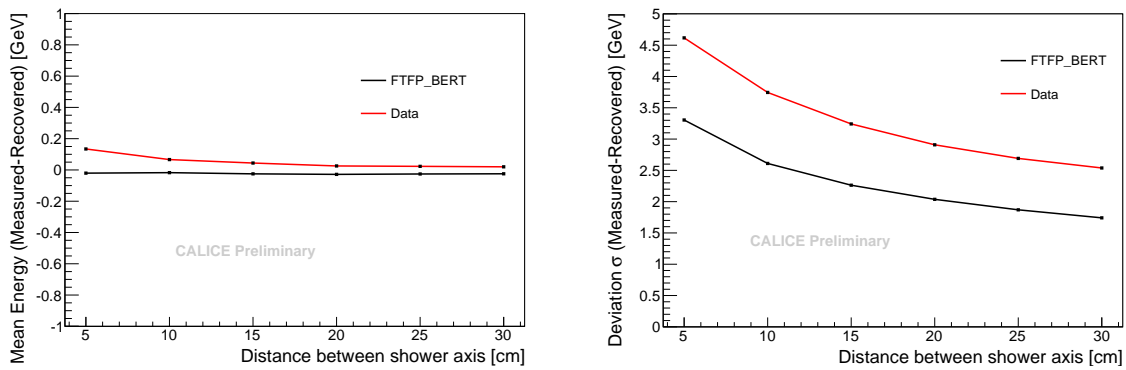 Mean Energy (Measured-Recovered) [GeV]
1
0.8
0.6
0.4
0.2
0
-0.2
-0.4
-0.6
-0.8
-1
FTFP_BERT
Data
CALICE Preliminary
5 10 15 20 25 30
Distance between shower axis [cm]
Deviation σ (Measured-Recovered) [GeV]
5
4.5
4
3.5
3
2.5
2
1.5
1
0.5
0
FTFP_BERT
Data
CALICE Preliminary
5 10 15 20 25 30
Distance between shower axis [cm]